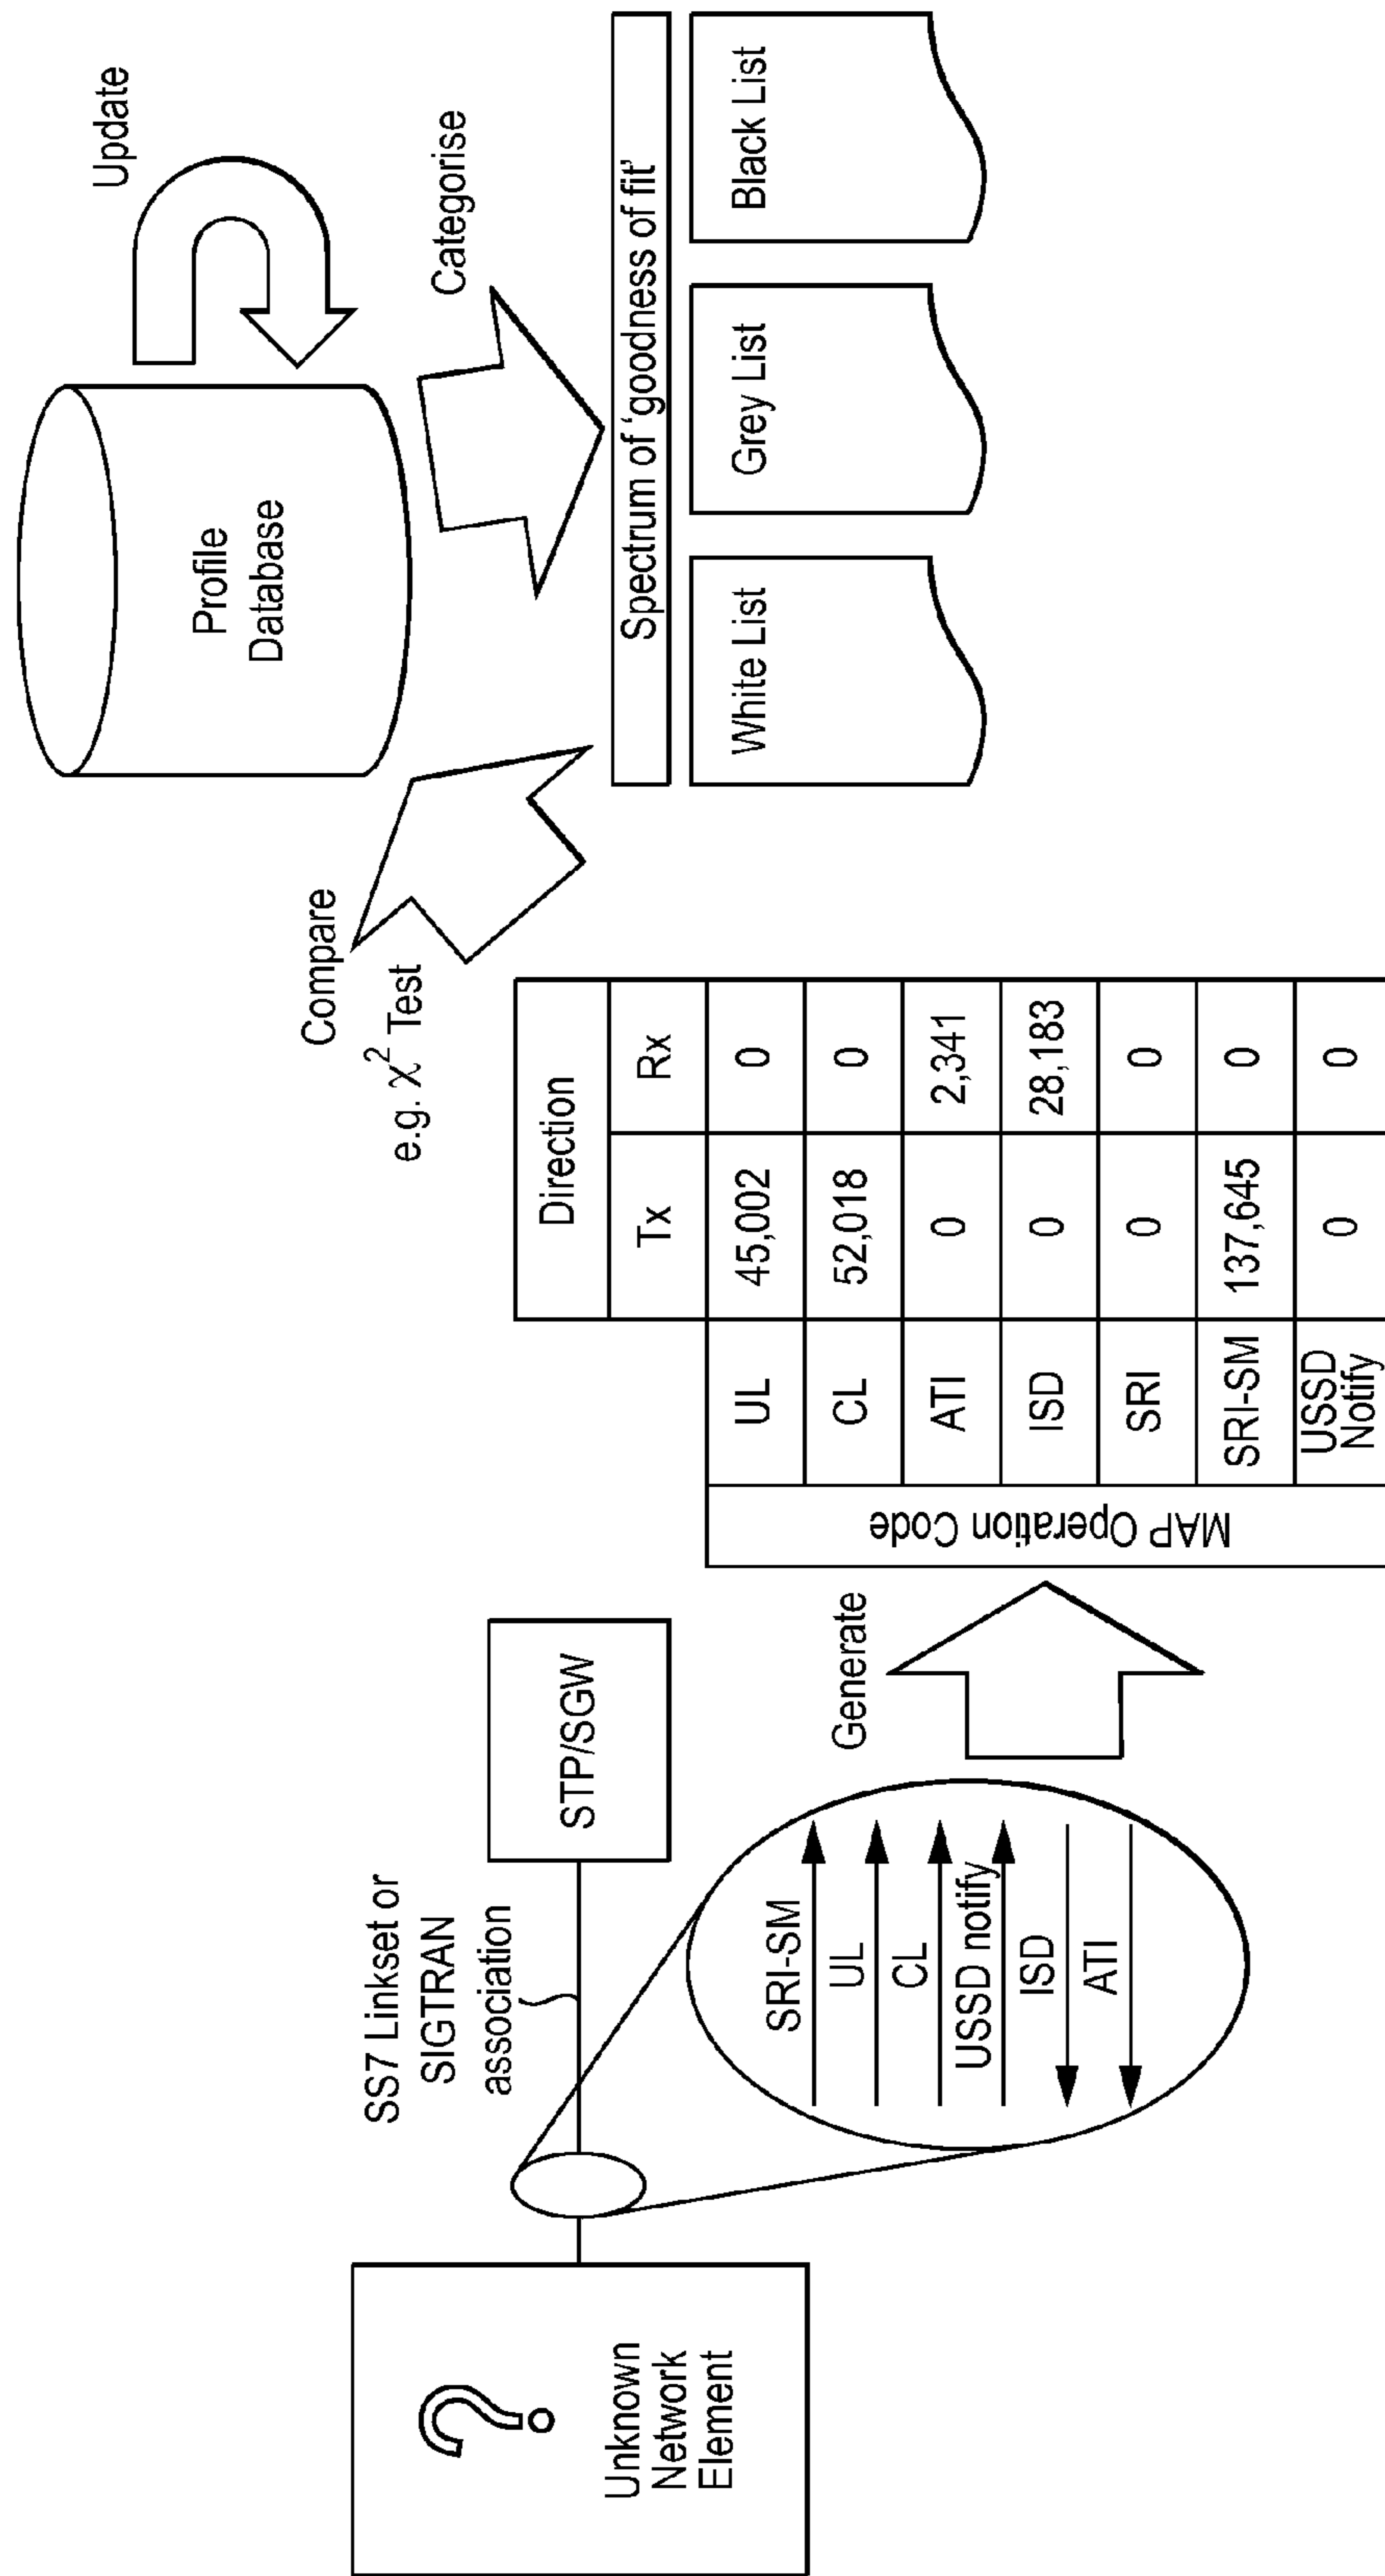 ?
Unknown
Network
Element
SS7 Linkset or
SIGTRAN
association
STP/SGW
SRI-SM
UL
CL
USSD notify
ISD
ATI
Generate
MAP Operation Code
Direction
Tx Rx
UL 45,002 0
CL 52,018 0
ATI 0 2,341
ISD 0 28,183
SRI 0 0
SRI-SM 137,645 0
USSD
Notify 0 0
Compare
e.g. χ² Test
Profile
Database
Update
Categorise
Spectrum of 'goodness of fit'
White List
Grey List
Black List